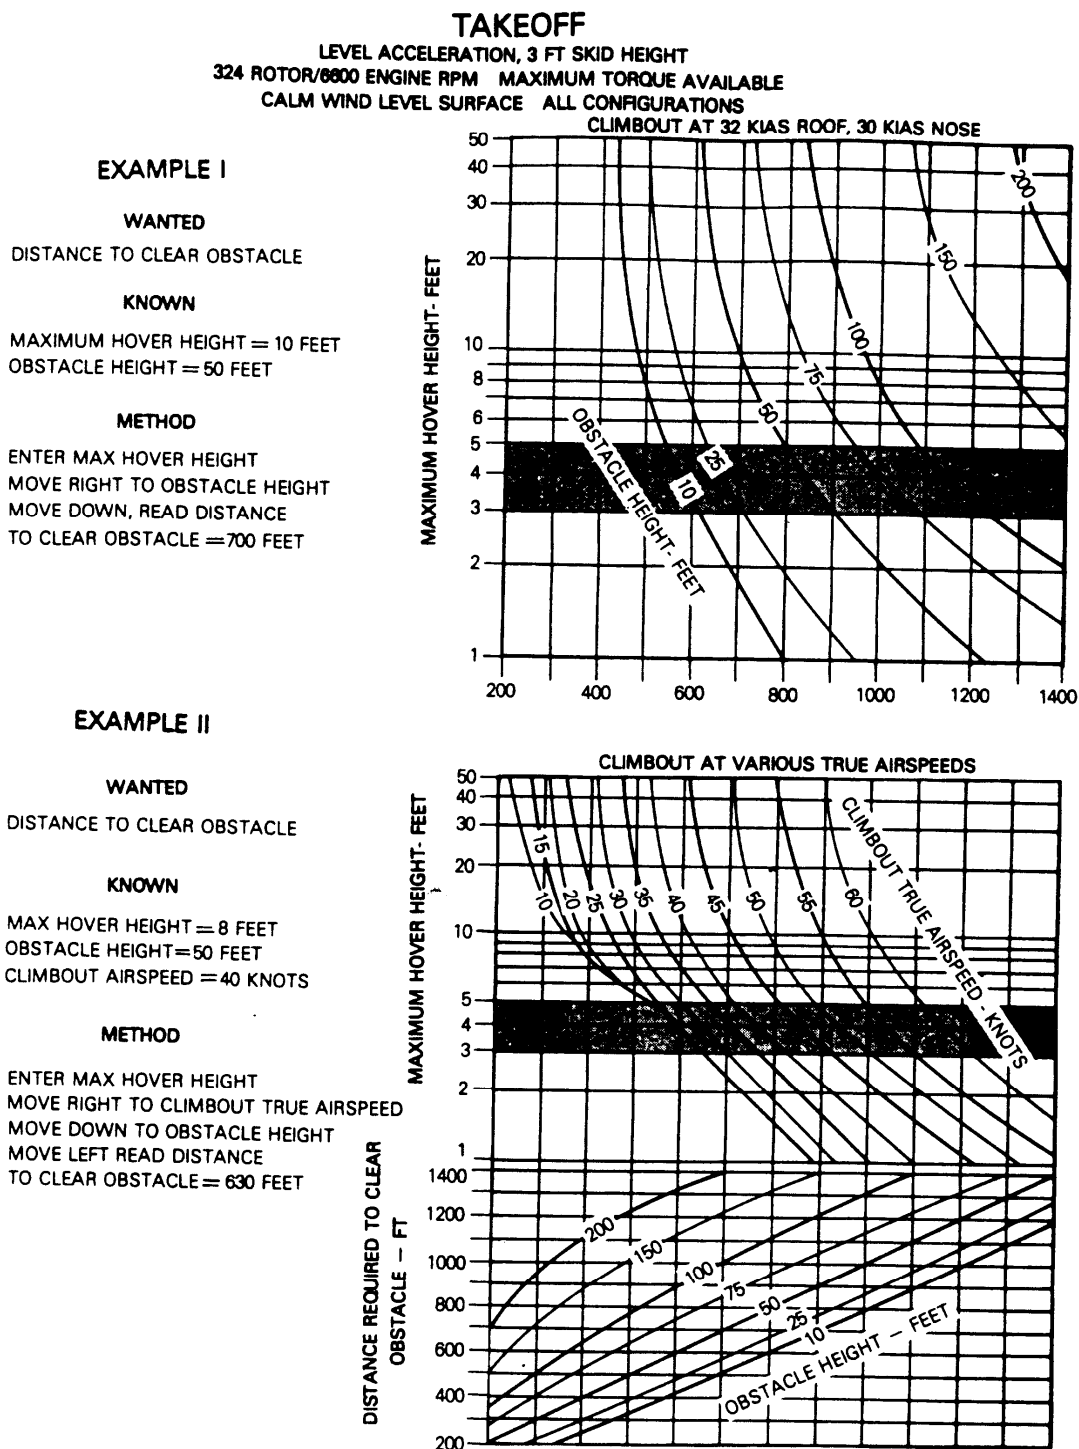 TAKEOFF
LEVEL ACCELERATION, 3 FT SKID HEIGHT
324 ROTOR/6600 ENGINE RPM MAXIMUM TORQUE AVAILABLE
CALM WIND LEVEL SURFACE ALL CONFIGURATIONS
CLIMBOUT AT 32 KIAS ROOF, 30 KIAS NOSE
EXAMPLE I
WANTED
DISTANCE TO CLEAR OBSTACLE
KNOWN
MAXIMUM HOVER HEIGHT = 10 FEET
OBSTACLE HEIGHT = 50 FEET
METHOD
ENTER MAX HOVER HEIGHT
MOVE RIGHT TO OBSTACLE HEIGHT
MOVE DOWN, READ DISTANCE
TO CLEAR OBSTACLE =700 FEET
MAXIMUM HOVER HEIGHT- FEET
50
40
30
20
10
8
6
5
4
3
2
1
200 400 600 800 1000 1200 1400
OBSTACLE HEIGHT- FEET
10
25
50
75
100
150
200
EXAMPLE II
WANTED
DISTANCE TO CLEAR OBSTACLE
KNOWN
MAX HOVER HEIGHT = 8 FEET
OBSTACLE HEIGHT=50 FEET
CLIMBOUT AIRSPEED =40 KNOTS
METHOD
ENTER MAX HOVER HEIGHT
MOVE RIGHT TO CLIMBOUT TRUE AIRSPEED
MOVE DOWN TO OBSTACLE HEIGHT
MOVE LEFT READ DISTANCE
TO CLEAR OBSTACLE = 630 FEET
CLIMBOUT AT VARIOUS TRUE AIRSPEEDS
MAXIMUM HOVER HEIGHT- FEET
50
40
30
20
10
5
4
3
2
1
15
10
20
25
30
35
40
45
50
55
60
CLIMBOUT TRUE AIRSPEED - KNOTS
DISTANCE REQUIRED TO CLEAR
OBSTACLE – FT
1400
1200
1000
800
600
400
200
200
150
100
75
50
25
10
OBSTACLE HEIGHT – FEET